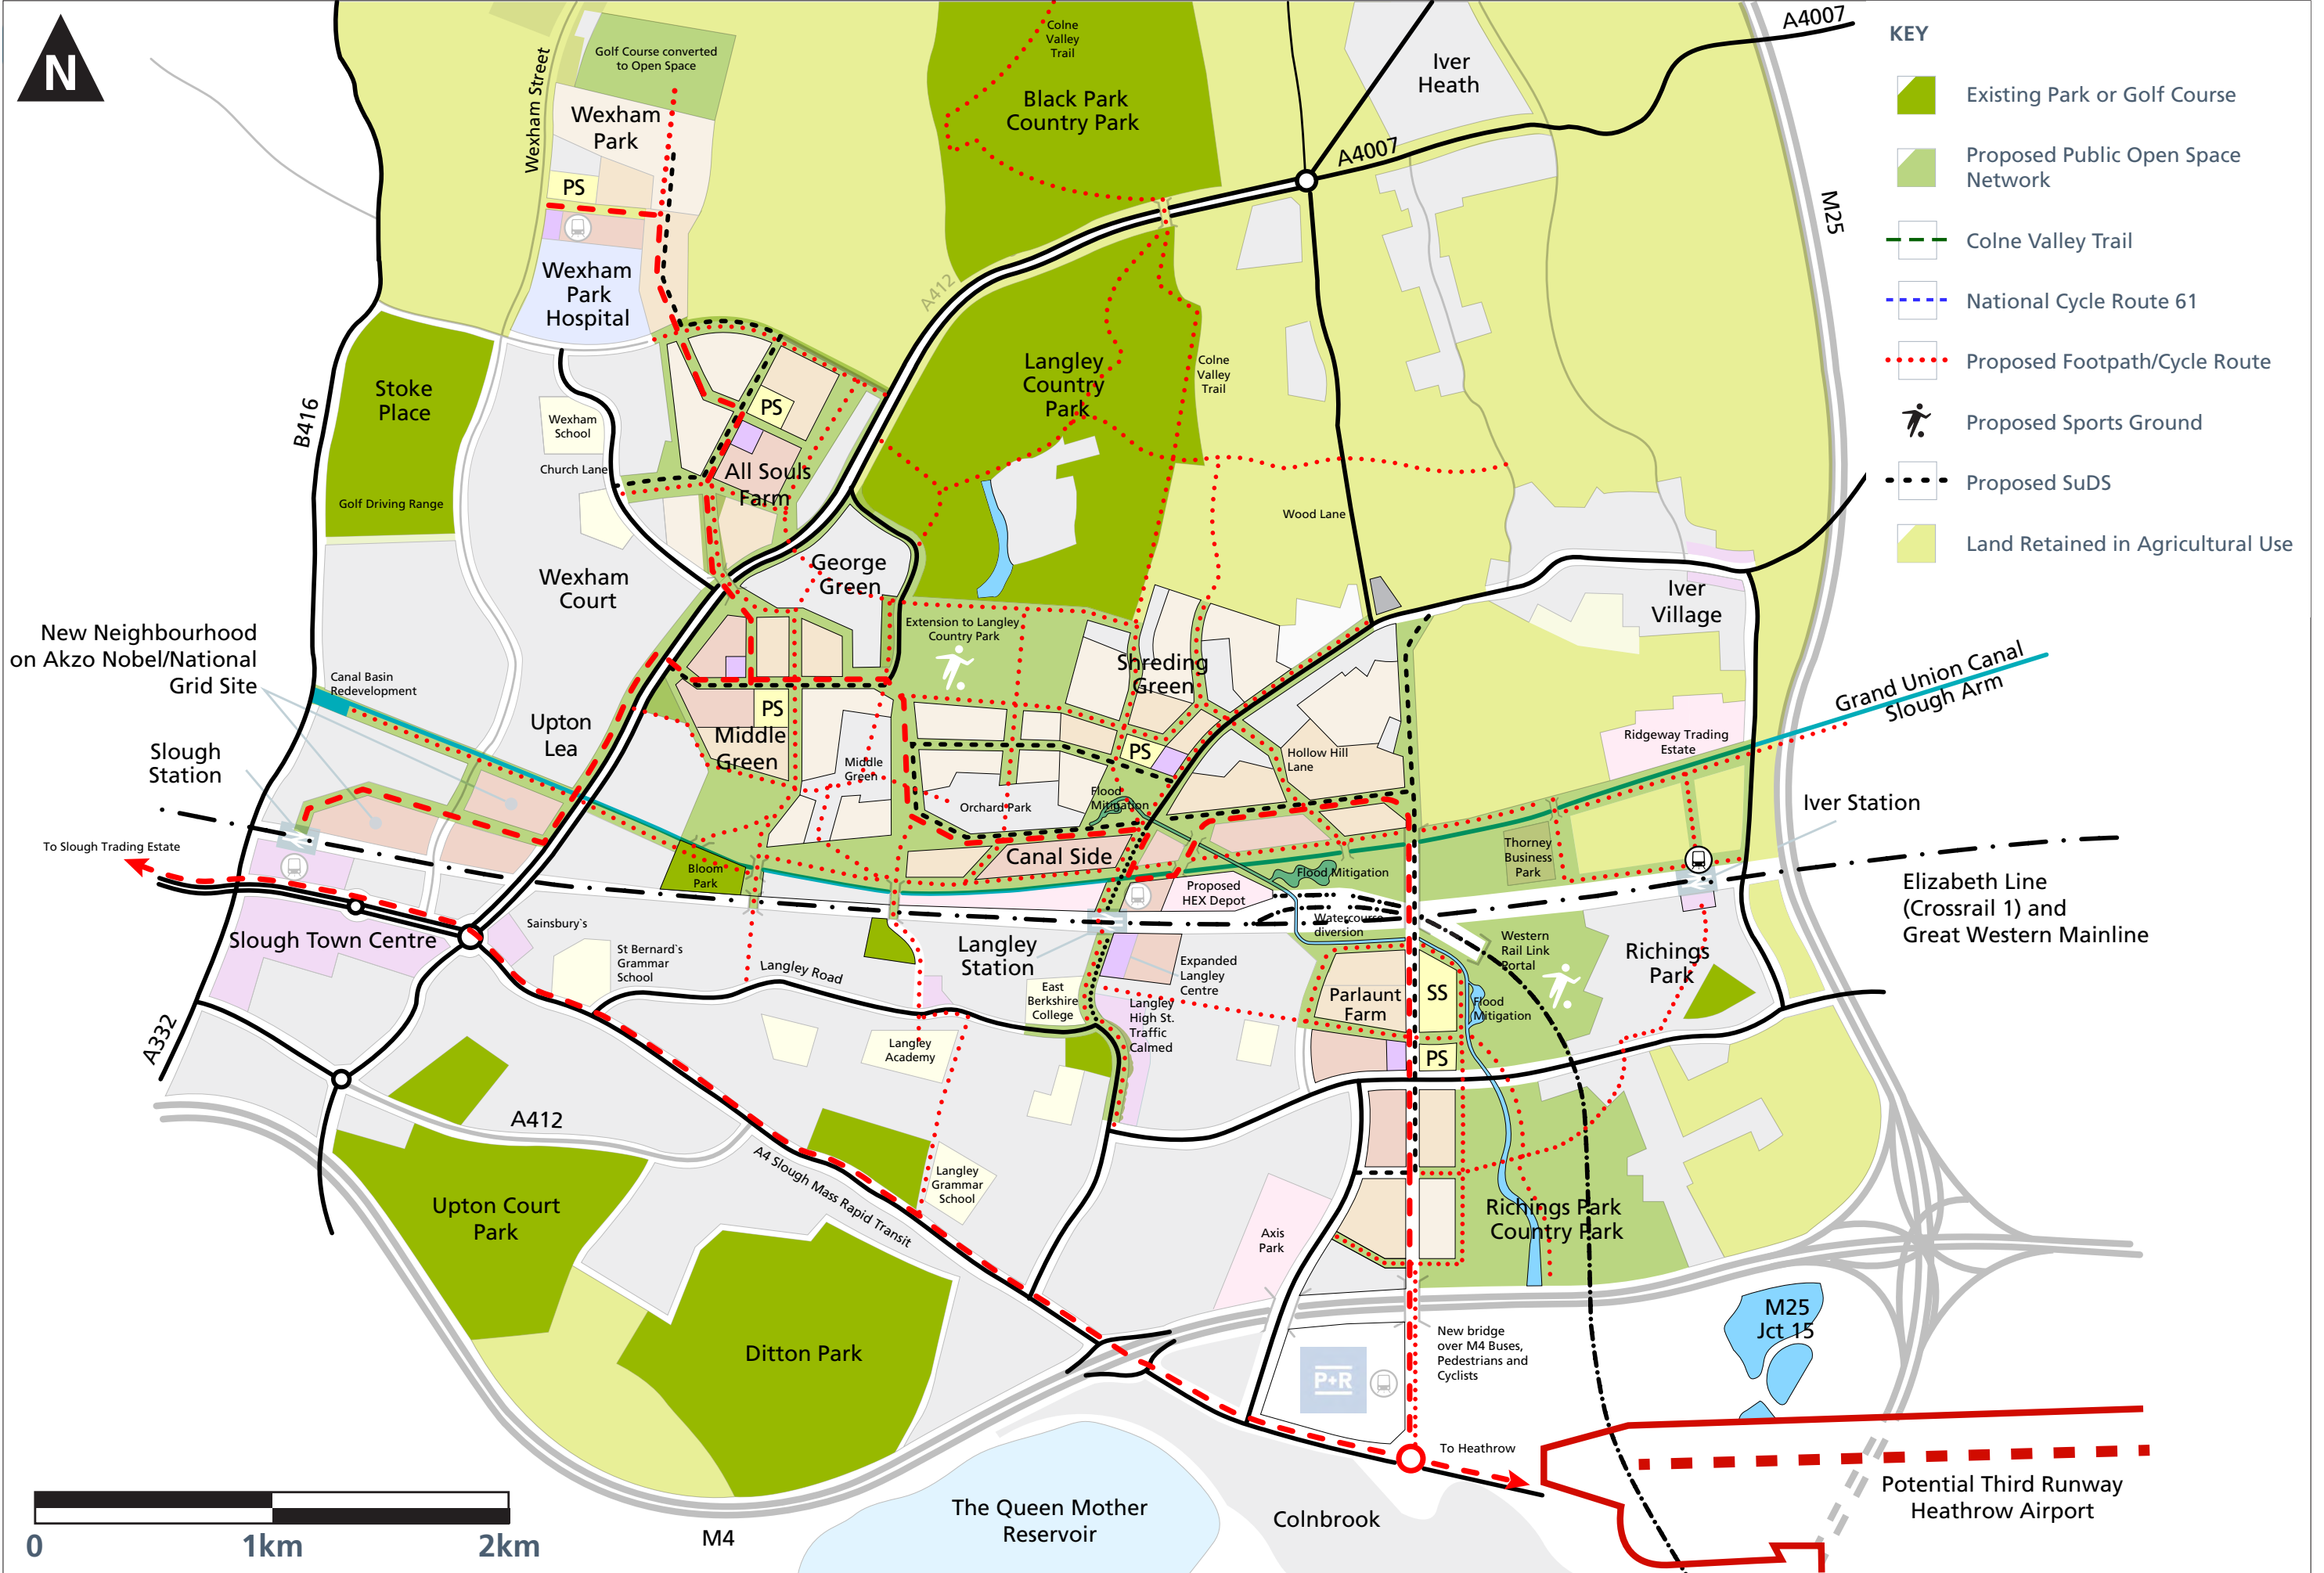 N
Golf Course converted
to Open Space
Wexham Street
Wexham
Park
PS
Wexham
Park
Hospital
Colne
Valley
Trail
Black Park
Country Park
Iver
Heath
A4007
A4007
M25
A412
Langley
Country
Park
Colne
Valley
Trail
Stoke
Place
B416
Golf Driving Range
Wexham
School
Church Lane
PS
All Souls
Farm
Wood Lane
George
Green
Wexham
Court
Iver
Village
Extension to Langley
Country Park
Shreding
Green
New Neighbourhood
on Akzo Nobel/National
Grid Site
Canal Basin
Redevelopment
Grand Union Canal
Slough Arm
Upton
Lea
PS
Middle
Green
Middle
Green
PS
Hollow Hill
Lane
Ridgeway Trading
Estate
Slough
Station
Orchard Park
Flood
Mitigation
Iver Station
To Slough Trading Estate
Canal Side
Bloom
Park
Thorney
Business
Park
Flood Mitigation
Proposed
HEX Depot
Elizabeth Line
(Crossrail 1) and
Great Western Mainline
Slough Town Centre
Sainsbury`s
St Bernard`s
Grammar
School
Langley Road
Langley
Station
Watercourse
diversion
Western
Rail Link
Portal
Richings
Park
Expanded
Langley
Centre
East
Berkshire
College
Langley
High St.
Traffic
Calmed
Parlaunt
Farm
SS
Flood
Mitigation
PS
A332
Langley
Academy
A412
A4 Slough Mass Rapid Transit
Langley
Grammar
School
Upton Court
Park
Axis
Park
Richings Park
Country Park
Ditton Park
M25
Jct 15
New bridge
over M4 Buses,
Pedestrians and
Cyclists
P+R
To Heathrow
Potential Third Runway
Heathrow Airport
The Queen Mother
Reservoir
Colnbrook
M4
0
1km
2km
KEY
Existing Park or Golf Course
Proposed Public Open Space
Network
Colne Valley Trail
National Cycle Route 61
Proposed Footpath/Cycle Route
Proposed Sports Ground
Proposed SuDS
Land Retained in Agricultural Use